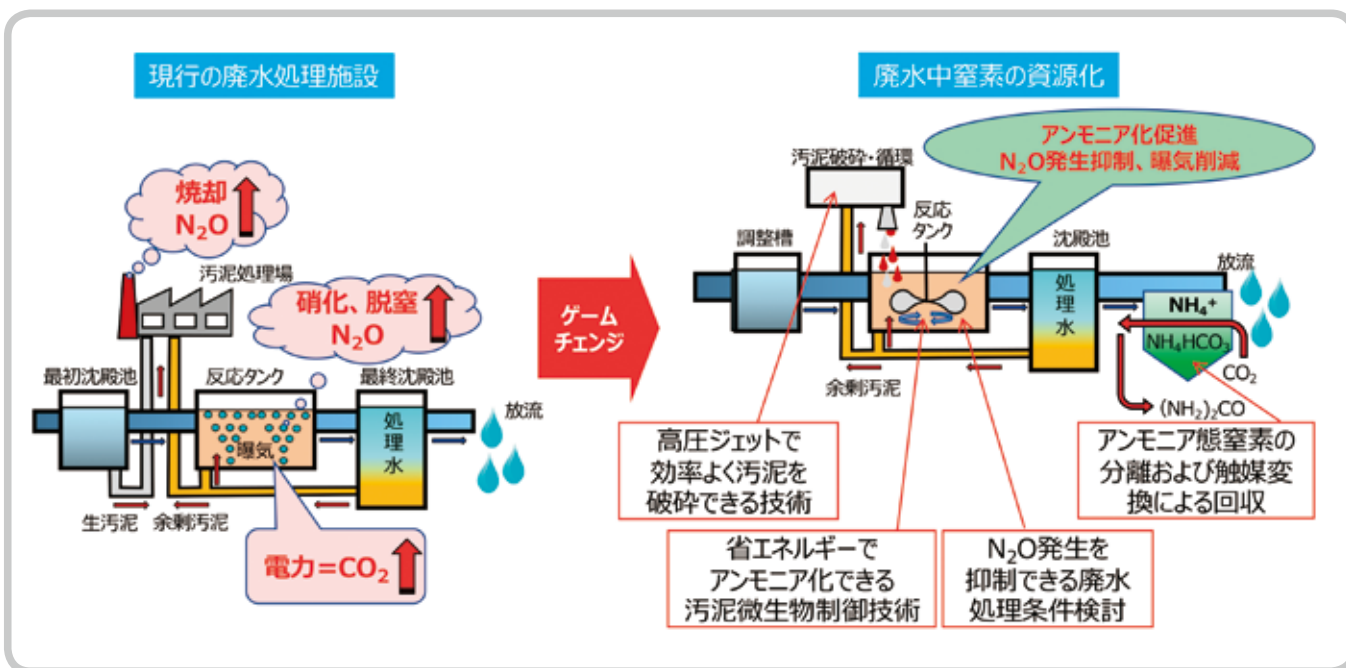 現行の廃水処理施設
焼却
N₂O
汚泥処理場
硝化、脱窒
N₂O
最初沈殿池
反応タンク
最終沈殿池
曝気
処
理
水
放流
生汚泥
余剰汚泥
電力=CO₂
ゲーム
チェンジ
廃水中窒素の資源化
アンモニア化促進
N₂O発生抑制、曝気削減
汚泥破砕・循環
反応
タンク
調整槽
沈殿池
処
理
水
放流
NH₄⁺
NH₄HCO₃
CO₂
(NH₂)₂CO
余剰汚泥
高圧ジェットで
効率よく汚泥を
破砕できる技術
アンモニア態窒素の
分離および触媒変
換による回収
省エネルギーで
アンモニア化できる
汚泥微生物制御技術
N₂O発生を
抑制できる廃水
処理条件検討